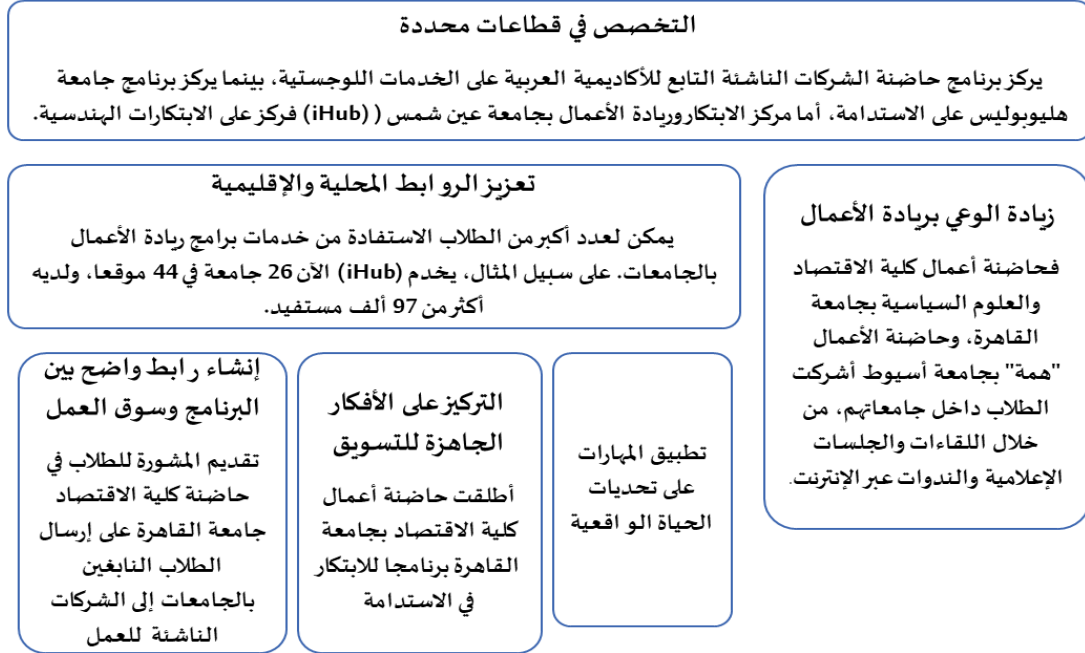 التخصص في قطاعات محددة
يركز برنامج حاضنة الشركات الناشئة التابع للأكاديمية العربية على الخدمات اللوجستية، بينما يركز برنامج جامعة
هليوبوليس على الاستدامة، أما مركز الابتكار وريادة الأعمال بجامعة عين شمس ( (iHub) فركز على الابتكارات الهندسية.
زيادة الوعي بريادة الأعمال
فحاضنة أعمال كلية الاقتصاد
والعلوم السياسية بجامعة
القاهرة، وحاضنة الأعمال
"همة" بجامعة أسيوط أشركت
الطلاب داخل جامعاتهم، من
خلال اللقاءات والجلسات
الإعلامية والندوات عبر الإنترنت.
تعزيز الروابط المحلية والإقليمية
يمكن لعدد أكبر من الطلاب الاستفادة من خدمات برامج ريادة الأعمال
بالجامعات. على سبيل المثال، يخدم (iHub) الآن 26 جامعة في 44 موقعا، ولديه
أكثر من 97 ألف مستفيد.
تطبيق المهارات
على تحديات
الحياة الواقعية
التركيز على الأفكار
الجاهزة للتسويق
أطلقت حاضنة أعمال
كلية الاقتصاد بجامعة
القاهرة برنامجا للابتكار
في الاستدامة
إنشاء رابط واضح بين
البرنامج وسوق العمل
تقديم المشورة للطلاب في
حاضنة كلية الاقتصاد
جامعة القاهرة على إرسال
الطلاب النابغين
بالجامعات إلى الشركات
الناشئة للعمل